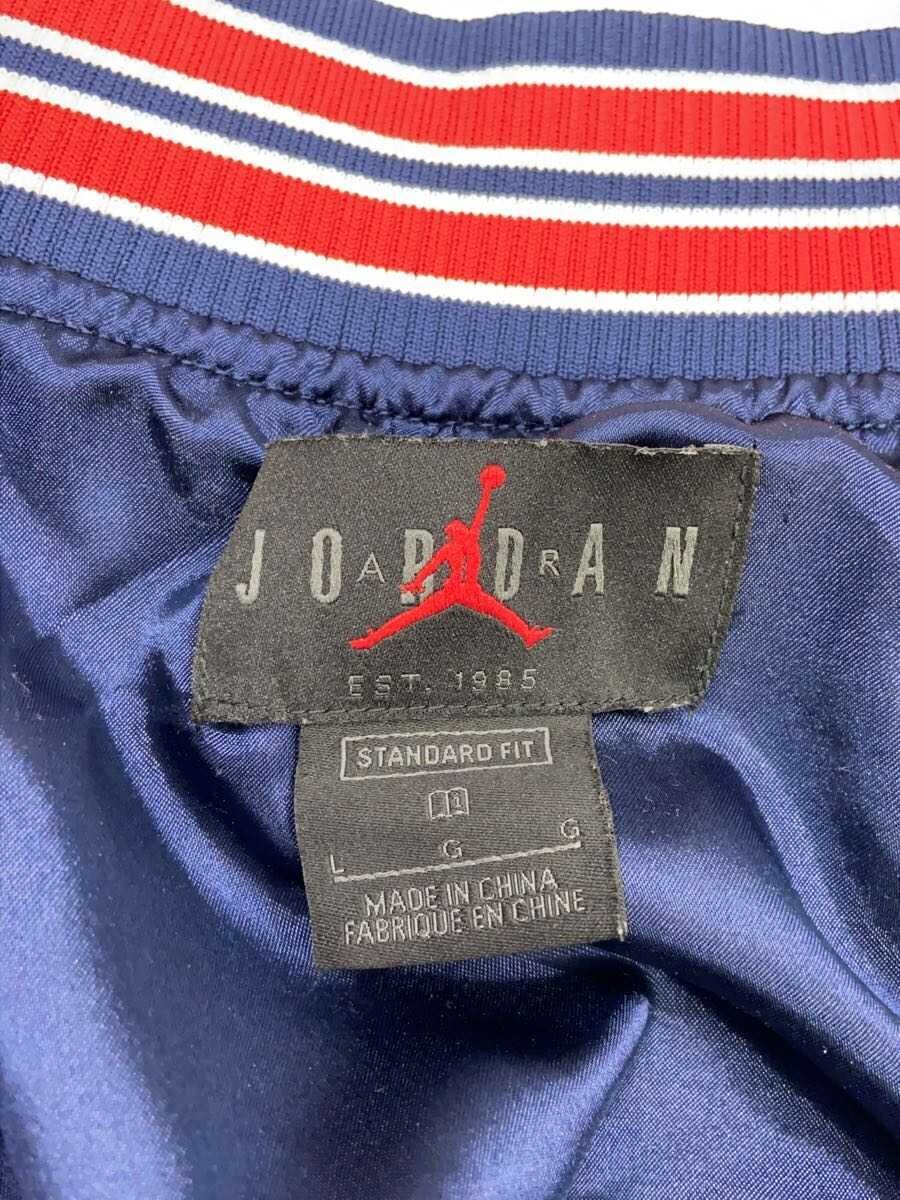 JORDAN
AIR
EST. 1985
STANDARD FIT
L G G
MADE IN CHINA
FABRIQUE EN CHINE